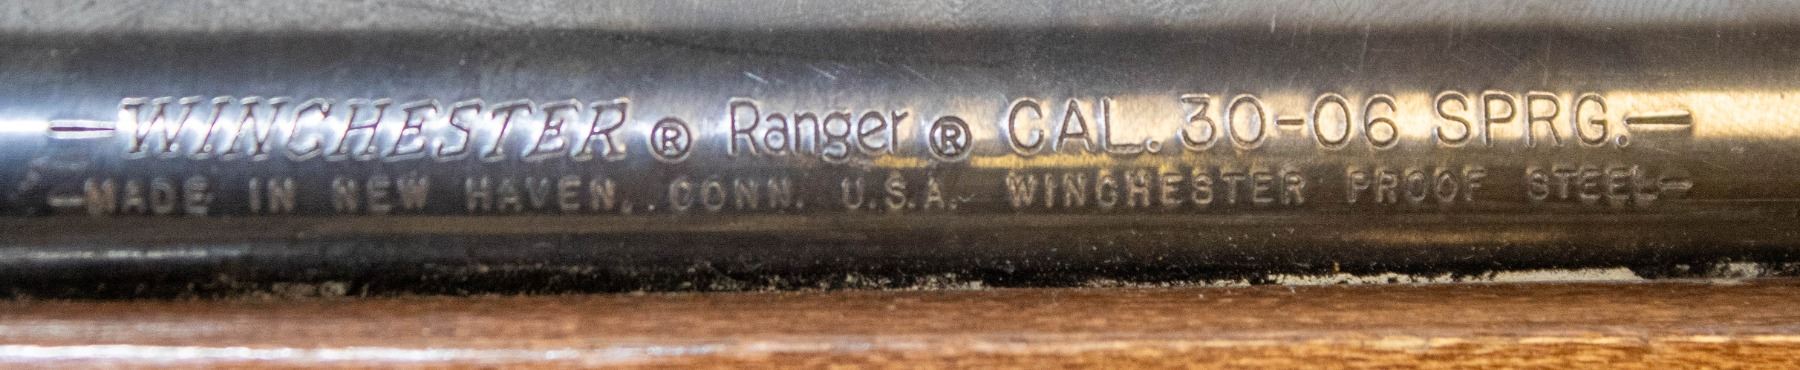 -WINCHESTER® Ranger® CAL. 30-06 SPRG.-
-MADE IN NEW HAVEN, CONN. U.S.A. WINCHESTER PROOF STEEL-